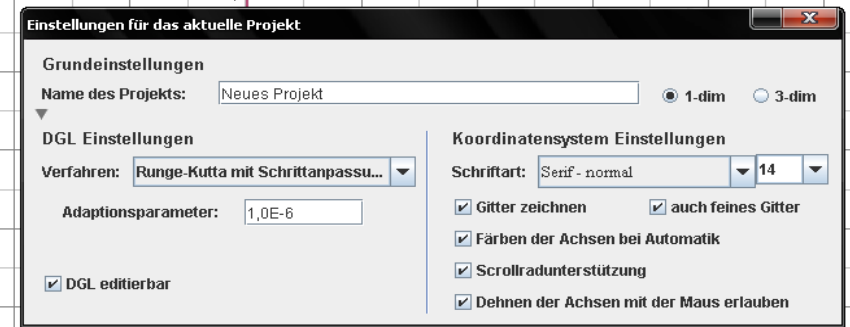 Einstellungen für das aktuelle Projekt
Grundeinstellungen
Name des Projekts: Neues Projekt 1-dim 3-dim
DGL Einstellungen
Verfahren: Runge-Kutta mit Schrittanpassu...
Adaptionsparameter: 1,0E-6
DGL editierbar
Koordinatensystem Einstellungen
Schriftart: Serif - normal 14
Gitter zeichnen auch feines Gitter
Färben der Achsen bei Automatik
Scrollradunterstützung
Dehnen der Achsen mit der Maus erlauben